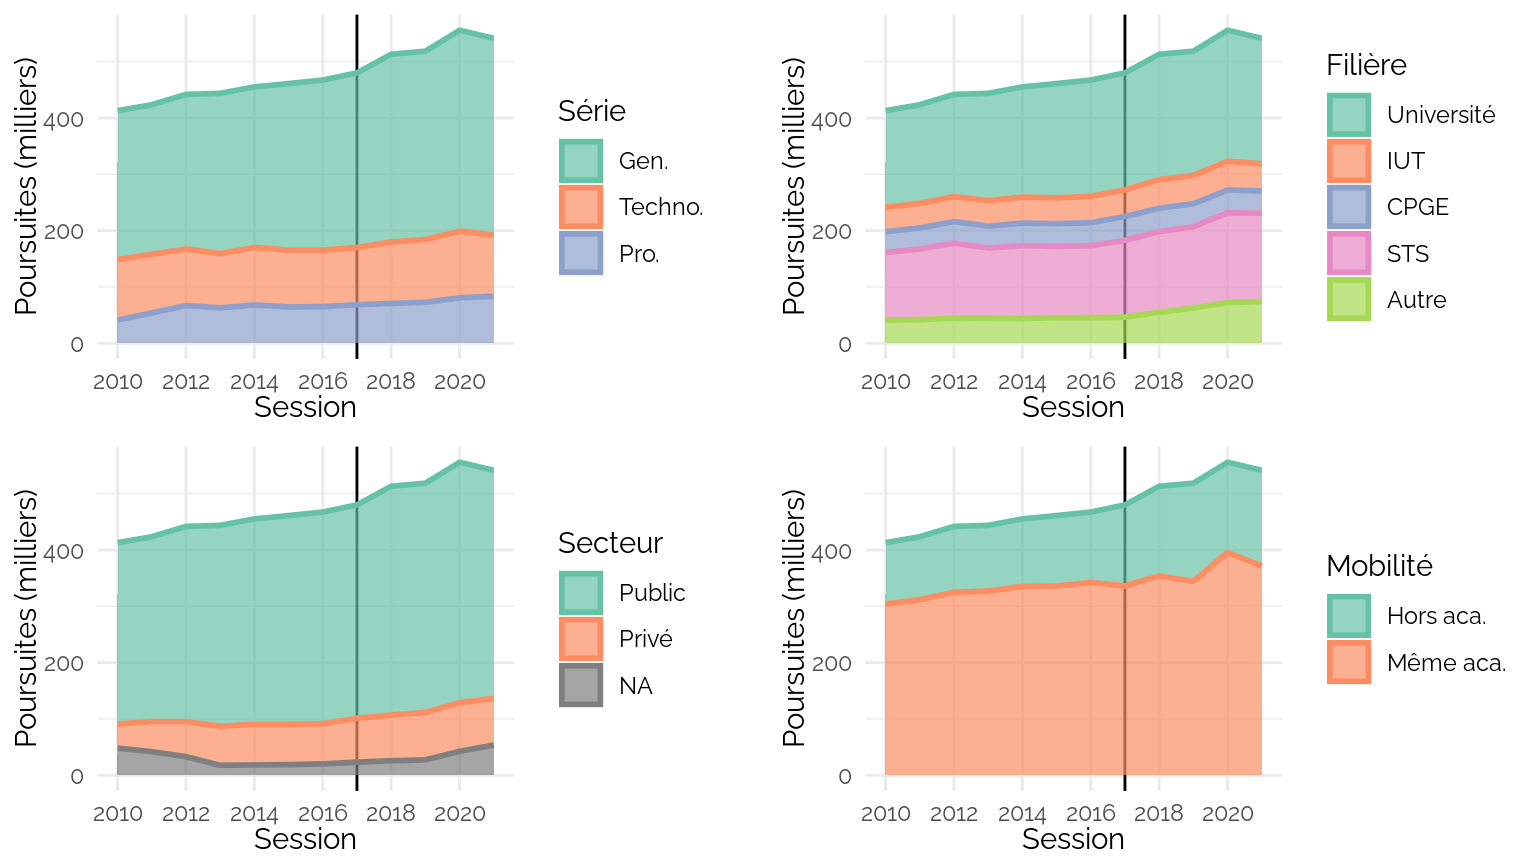 Poursuites (milliers)
400
200
0
2010 2012 2014 2016 2018 2020
Session
Série
Gen.
Techno.
Pro.
Poursuites (milliers)
400
200
0
2010 2012 2014 2016 2018 2020
Session
Filière
Université
IUT
CPGE
STS
Autre
Poursuites (milliers)
400
200
0
2010 2012 2014 2016 2018 2020
Session
Secteur
Public
Privé
NA
Poursuites (milliers)
400
200
0
2010 2012 2014 2016 2018 2020
Session
Mobilité
Hors aca.
Même aca.